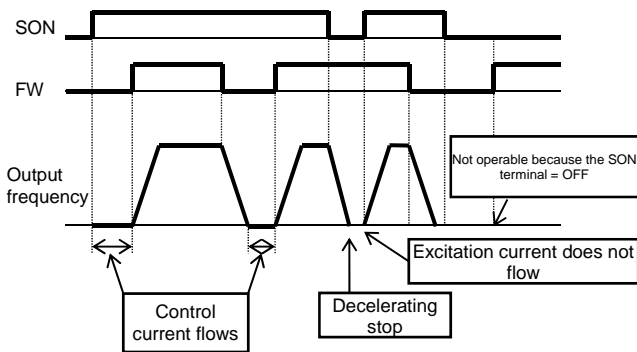 SON
FW
Output
frequency
Not operable because the SON
terminal = OFF
Excitation current does not
flow
Control
current flows
Decelerating
stop